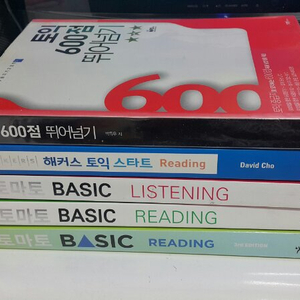 토익
600점
뛰어넘기
600
600점 뛰어넘기
해커스 토익 스타트 Reading
David Cho
토마토 BASIC LISTENING
토마토 BASIC READING
토마토 BASIC READING